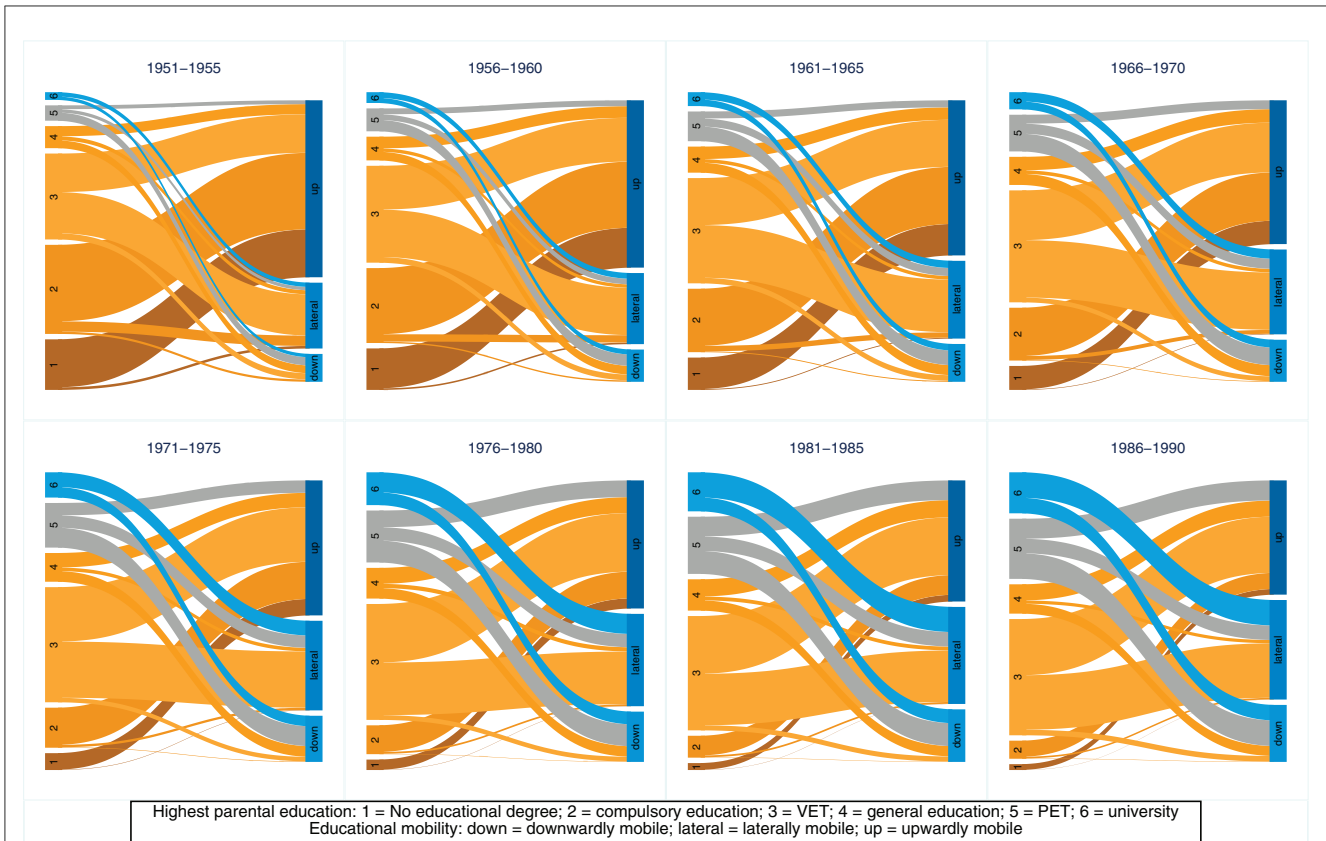 1951–1955
1956–1960
1961–1965
1966–1970
6
5
4
3
2
1
up
lateral
down
6
5
4
3
2
1
up
lateral
down
6
5
4
3
2
1
up
lateral
down
6
5
4
3
2
1
up
lateral
down
1971–1975
1976–1980
1981–1985
1986–1990
6
5
4
3
2
1
up
lateral
down
6
5
4
3
2
1
up
lateral
down
6
5
4
3
2
1
up
lateral
down
6
5
4
3
2
1
up
lateral
down
Highest parental education: 1 = No educational degree; 2 = compulsory education; 3 = VET; 4 = general education; 5 = PET; 6 = university
Educational mobility: down = downwardly mobile; lateral = laterally mobile; up = upwardly mobile